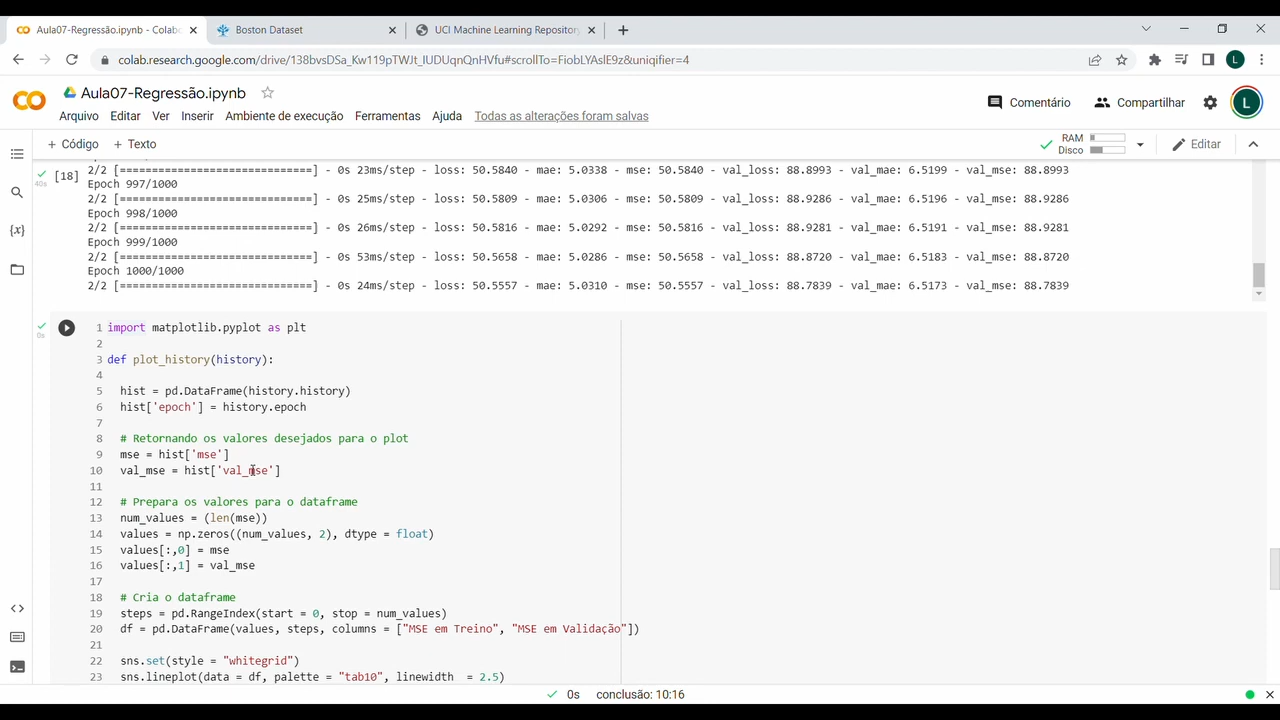 Aula07-Regressão.ipynb - Colab
Boston Dataset
UCI Machine Learning Repository
colab.research.google.com/drive/138bvsDSa_Kw119pTWJt_IUDUqnQnHVfu#scrollTo=FiobLYAslE9z&uniqifier=4
L
Aula07-Regressão.ipynb
Comentário
Compartilhar
L
Arquivo Editar Ver Inserir Ambiente de execução Ferramentas Ajuda Todas as alterações foram salvas
+ Código + Texto
RAM
Disco
Editar
40s
[18]
2/2 [==============================] - 0s 23ms/step - loss: 50.5840 - mae: 5.0338 - mse: 50.5840 - val_loss: 88.8993 - val_mae: 6.5199 - val_mse: 88.8993
Epoch 997/1000
2/2 [==============================] - 0s 25ms/step - loss: 50.5809 - mae: 5.0306 - mse: 50.5809 - val_loss: 88.9286 - val_mae: 6.5196 - val_mse: 88.9286
Epoch 998/1000
2/2 [==============================] - 0s 26ms/step - loss: 50.5816 - mae: 5.0292 - mse: 50.5816 - val_loss: 88.9281 - val_mae: 6.5191 - val_mse: 88.9281
Epoch 999/1000
2/2 [==============================] - 0s 53ms/step - loss: 50.5658 - mae: 5.0286 - mse: 50.5658 - val_loss: 88.8720 - val_mae: 6.5183 - val_mse: 88.8720
Epoch 1000/1000
2/2 [==============================] - 0s 24ms/step - loss: 50.5557 - mae: 5.0310 - mse: 50.5557 - val_loss: 88.7839 - val_mae: 6.5173 - val_mse: 88.7839
0s
1 import matplotlib.pyplot as plt
2
3 def plot_history(history):
4
5 hist = pd.DataFrame(history.history)
6 hist['epoch'] = history.epoch
7
8 # Retornando os valores desejados para o plot
9 mse = hist['mse']
10 val_mse = hist['val_mse']
11
12 # Prepara os valores para o dataframe
13 num_values = (len(mse))
14 values = np.zeros((num_values, 2), dtype = float)
15 values[:,0] = mse
16 values[:,1] = val_mse
17
18 # Cria o dataframe
19 steps = pd.RangeIndex(start = 0, stop = num_values)
20 df = pd.DataFrame(values, steps, columns = ["MSE em Treino", "MSE em Validação"])
21
22 sns.set(style = "whitegrid")
23 sns.lineplot(data = df, palette = "tab10", linewidth = 2.5)
0s conclusão: 10:16